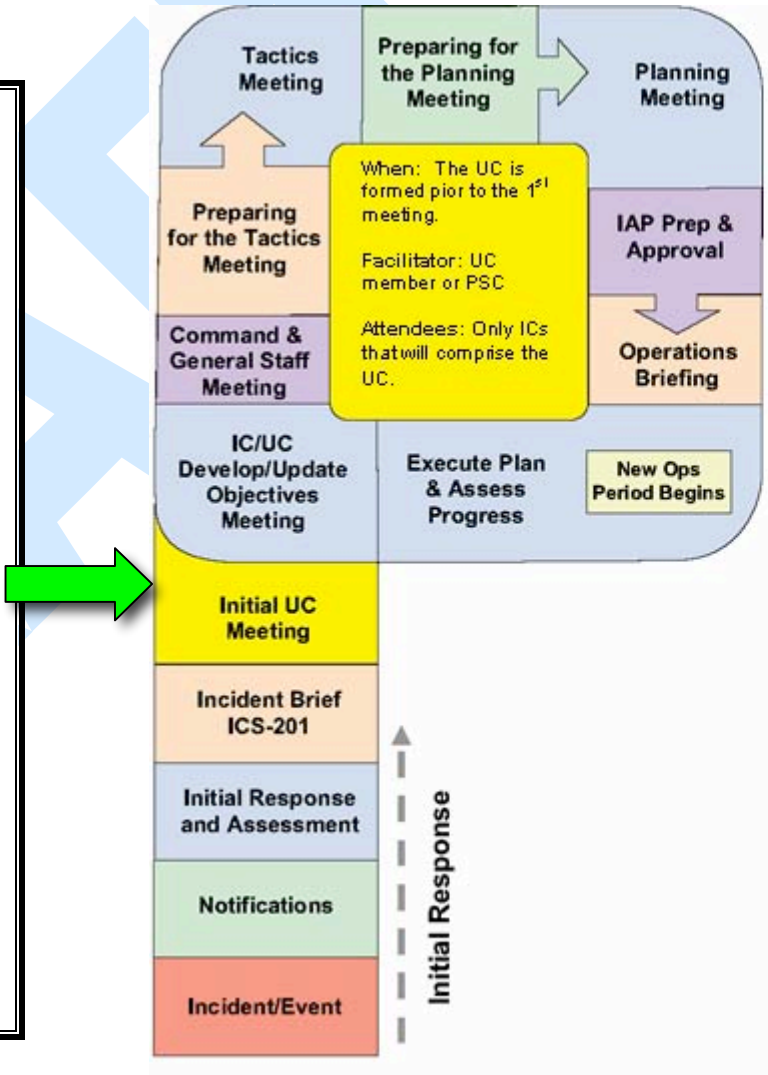 Tactics
Meeting
Preparing for
the Planning
Meeting
Planning
Meeting
Preparing
for the Tactics
Meeting
When: The UC is
formed pior to the 1st
meeting.
Facilitator: UC
member or PSC
Attendees: Only ICs
that will comprise the
UC.
IAP Prep &
Approval
Command &
General Staff
Meeting
Operations
Briefing
IC/UC
Develop/Update
Objectives
Meeting
Execute Plan
& Assess
Progress
New Ops
Period Begins
Initial UC
Meeting
Incident Brief
ICS-201
Initial Response
and Assessment
Notifications
Incident/Event
Initial Response